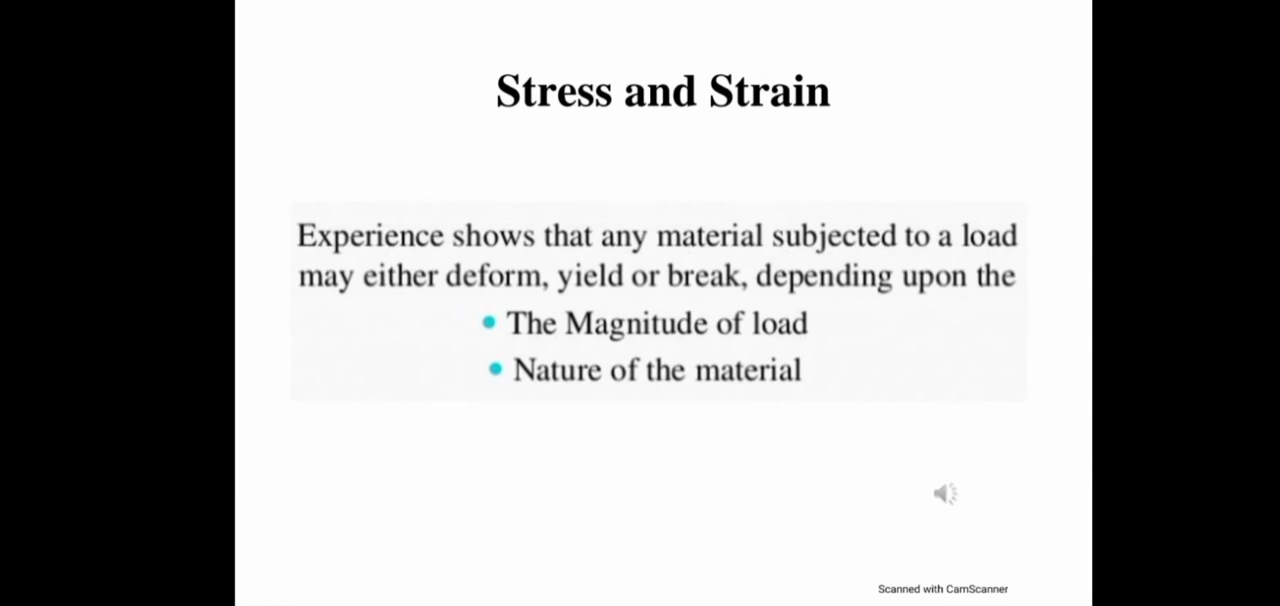 Stress and Strain
Experience shows that any material subjected to a load
may either deform, yield or break, depending upon the
• The Magnitude of load
• Nature of the material
Scanned with CamScanner